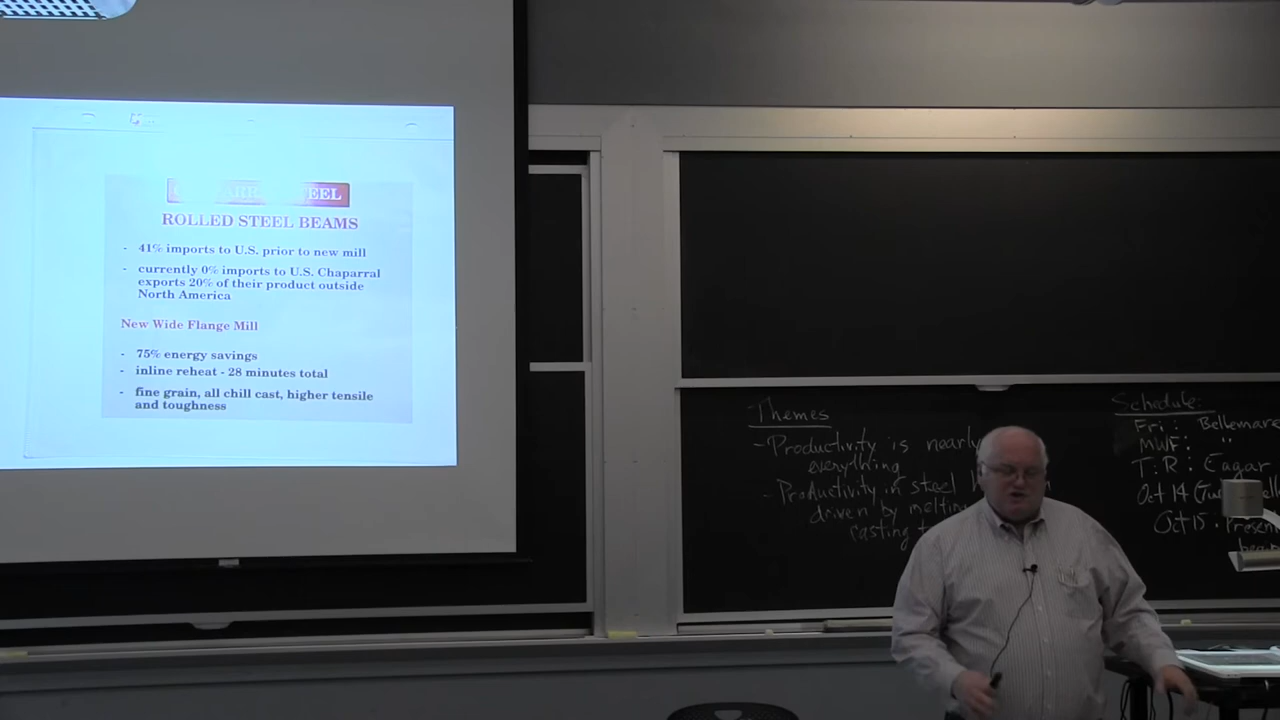 STEEL
ROLLED STEEL BEAMS
- 41% imports to U.S. prior to new mill
- currently 0% imports to U.S. Chaparral
exports 20% of their product outside
North America
New Wide Flange Mill
- 75% energy savings
- inline reheat - 28 minutes total
- fine grain, all chill cast, higher tensile
and toughness
Themes
- Productivity is nearly
everything
- Productivity in steel
driven by melting
casting
Schedule:
Fri: Bellemare
MWF: "
T:R: Eagar
Oct 14
Oct 15